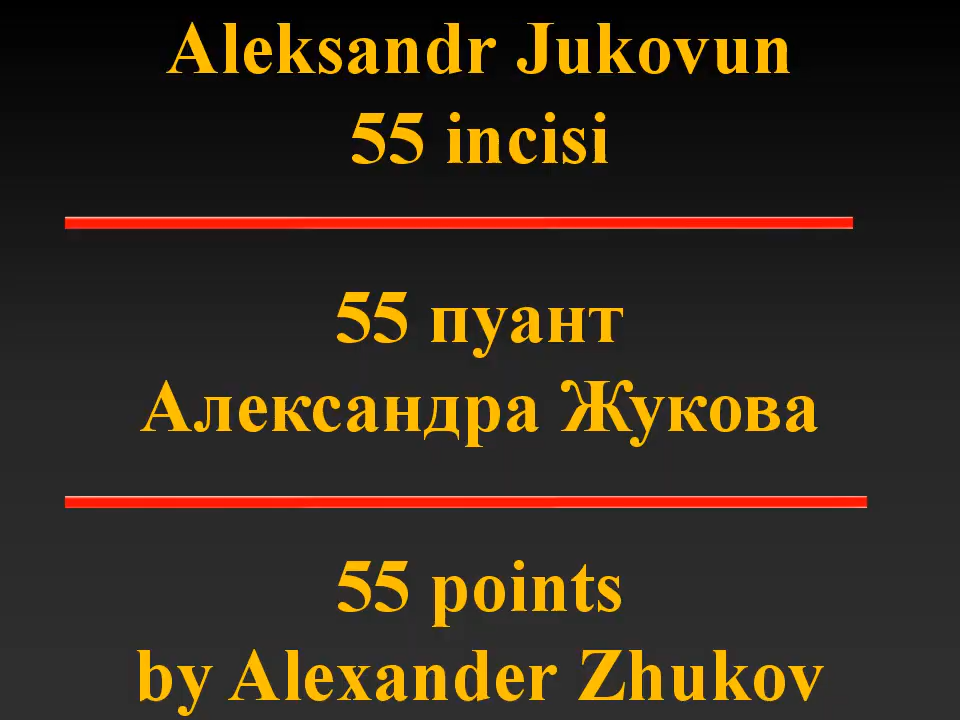 Aleksandr Jukovun
55 incisi
55 пуант
Александра Жукова
55 points
by Alexander Zhukov